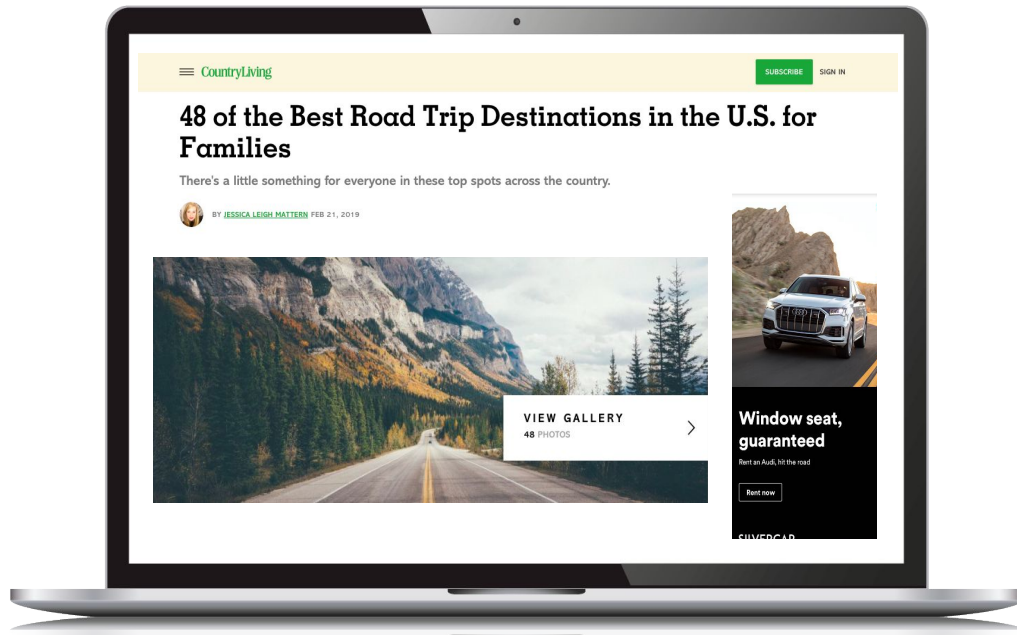 CountryLiving
SUBSCRIBE
SIGN IN
48 of the Best Road Trip Destinations in the U.S. for
Families
There's a little something for everyone in these top spots across the country.
BY JESSICA LEIGH MATTERN FEB 21, 2019
VIEW GALLERY
48 PHOTOS
Window seat,
guaranteed
Rent an Audi, hit the road
Rent now
SILVERCAR